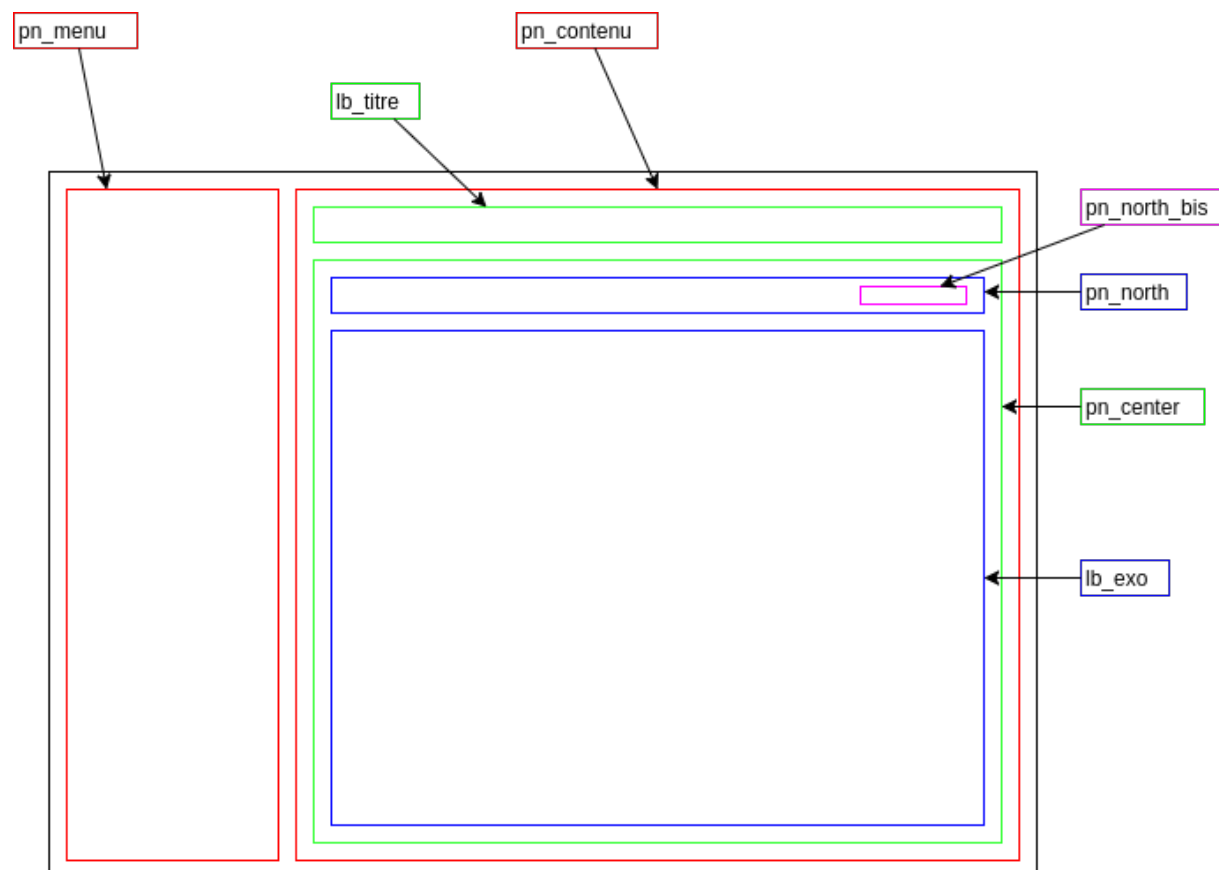 pn_menu
pn_contenu
lb_titre
pn_north_bis
pn_north
pn_center
lb_exo